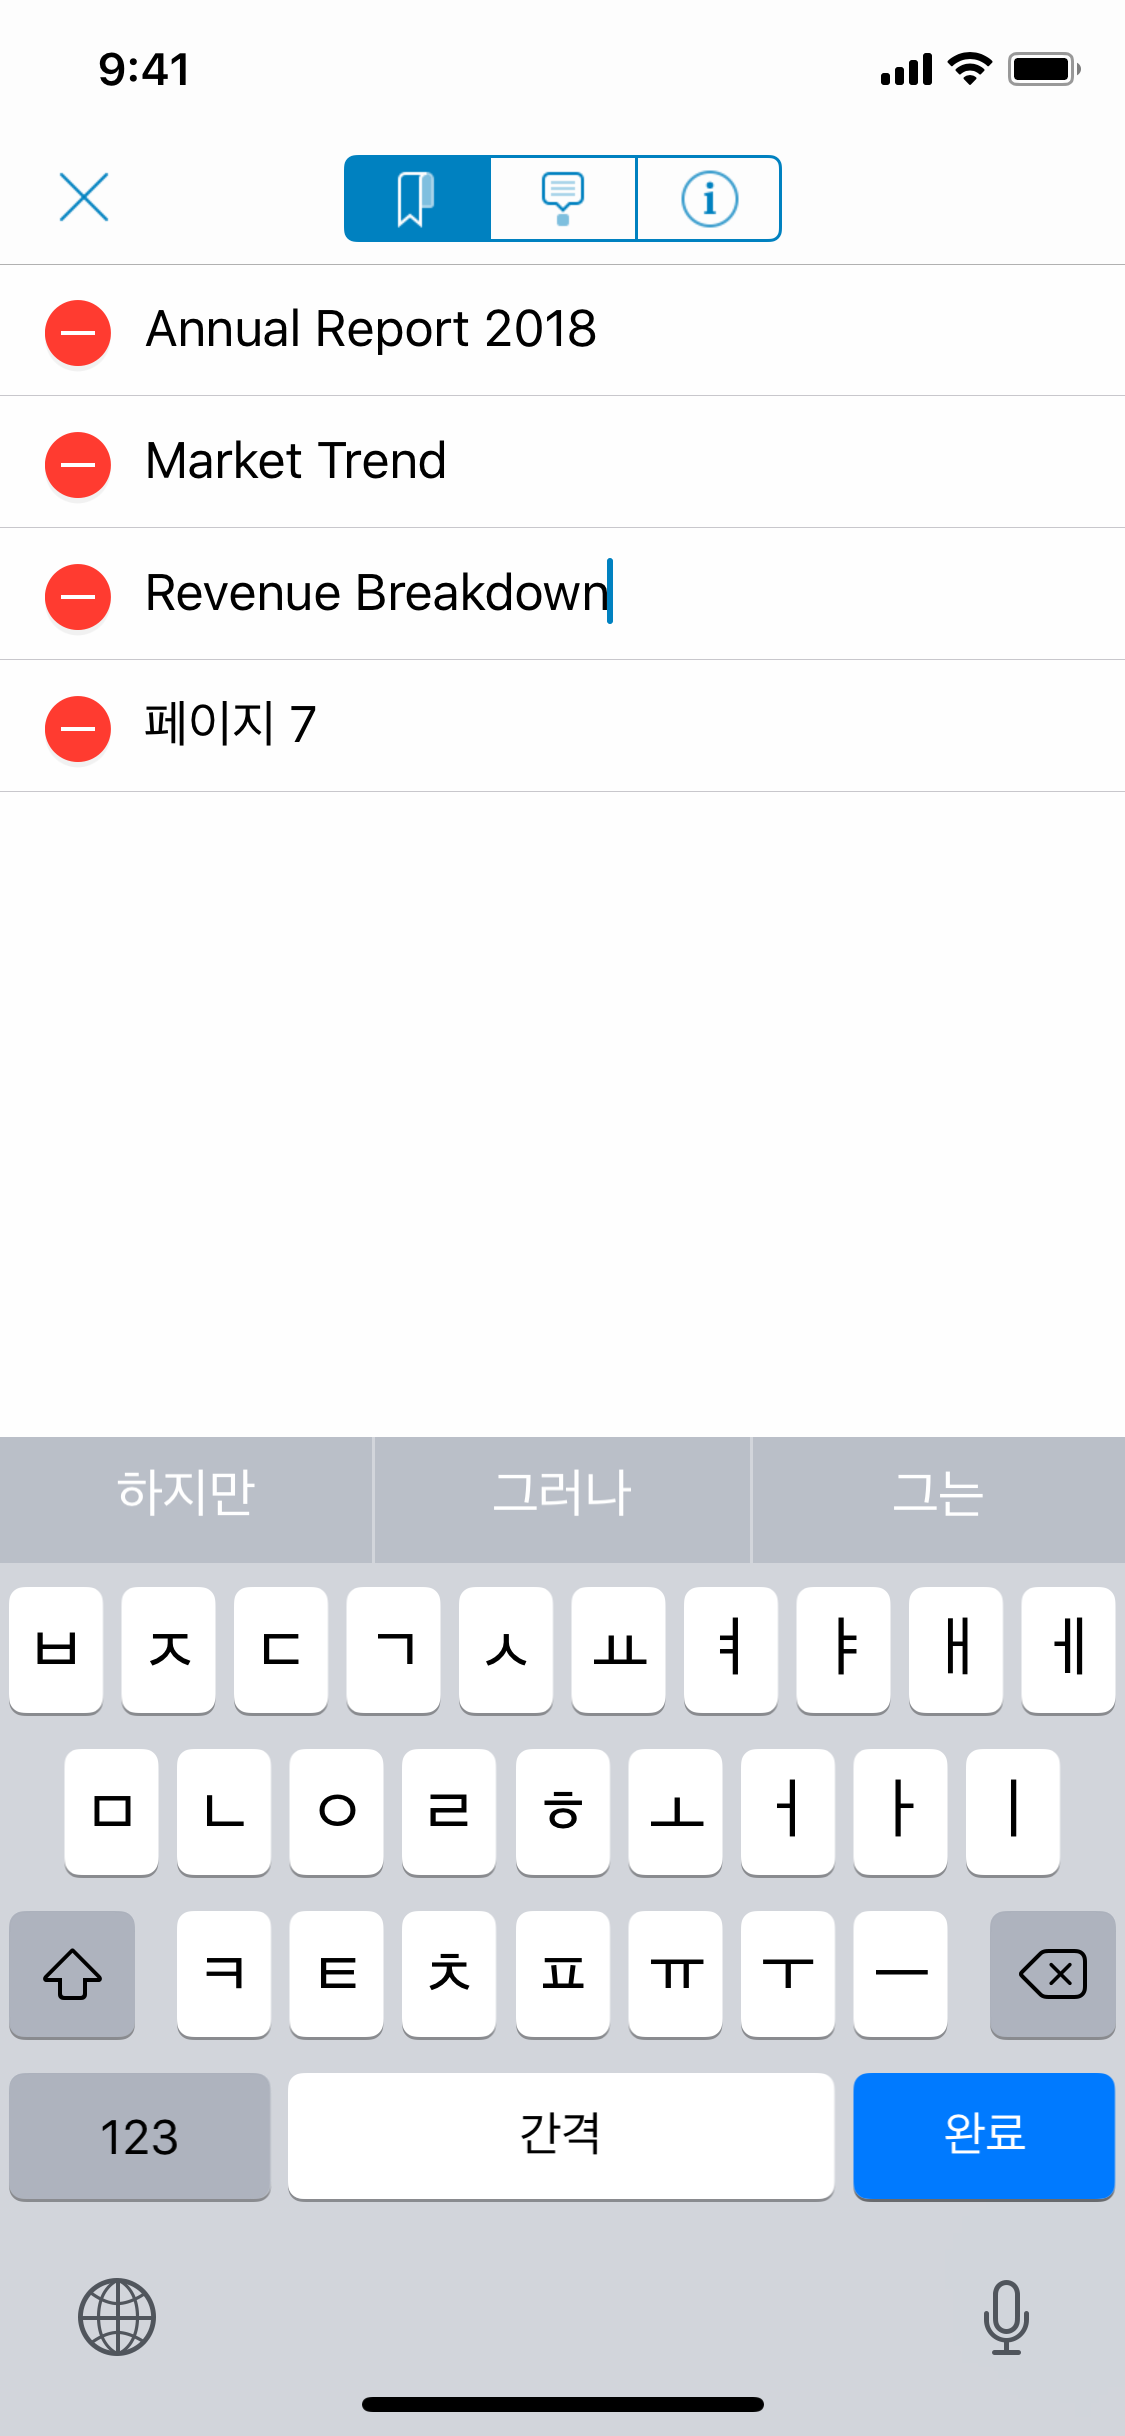 9:41
Annual Report 2018
Market Trend
Revenue Breakdown
페이지 7
하지만 그러나 그는
ㅂ ㅈ ㄷ ㄱ ㅅ ㅛ ㅕ ㅑ ㅐ ㅔ
ㅁ ㄴ ㅇ ㄹ ㅎ ㅗ ㅓ ㅏ ㅣ
ㅋ ㅌ ㅊ ㅍ ㅠ ㅜ ㅡ
123 간격 완료